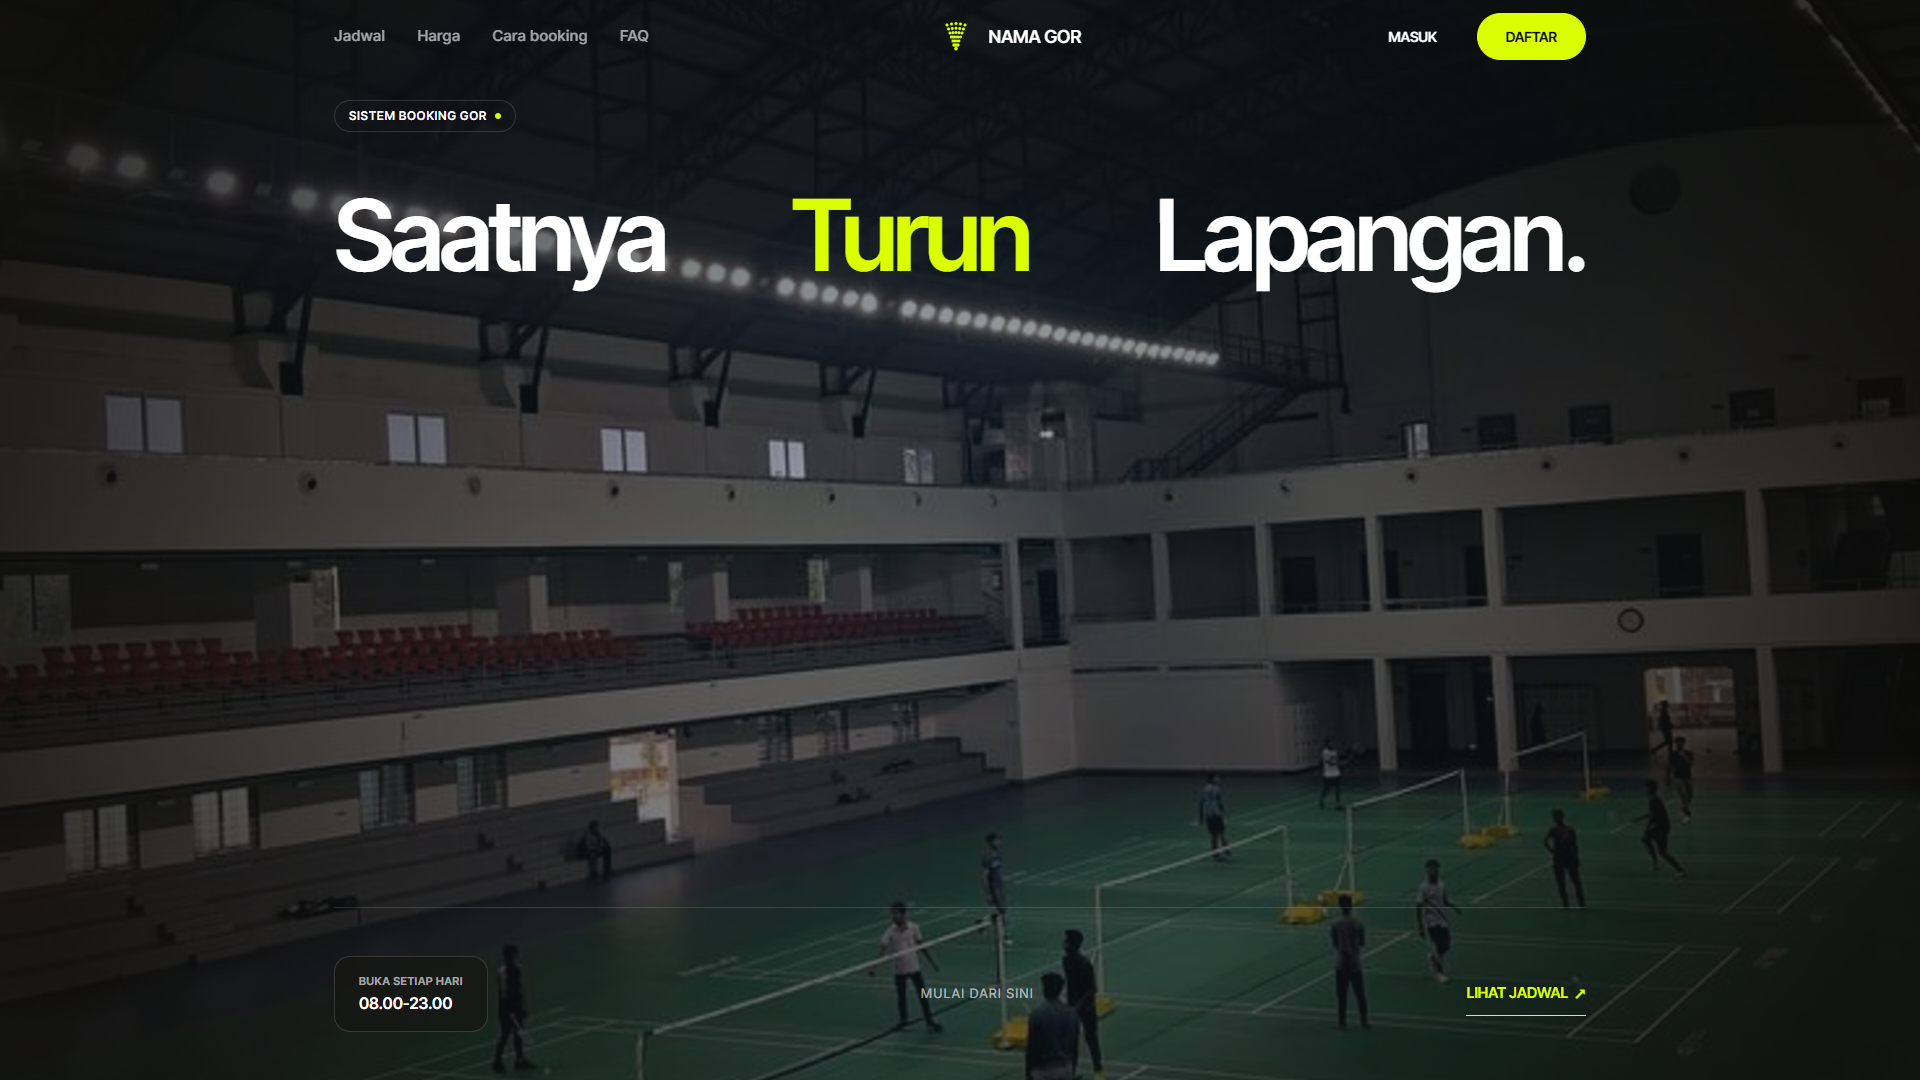 Jadwal Harga Cara booking FAQ
NAMA GOR
MASUK
DAFTAR
SISTEM BOOKING GOR
Saatnya Turun Lapangan.
BUKA SETIAP HARI
08.00-23.00
MULAI DARI SINI
LIHAT JADWAL ↗